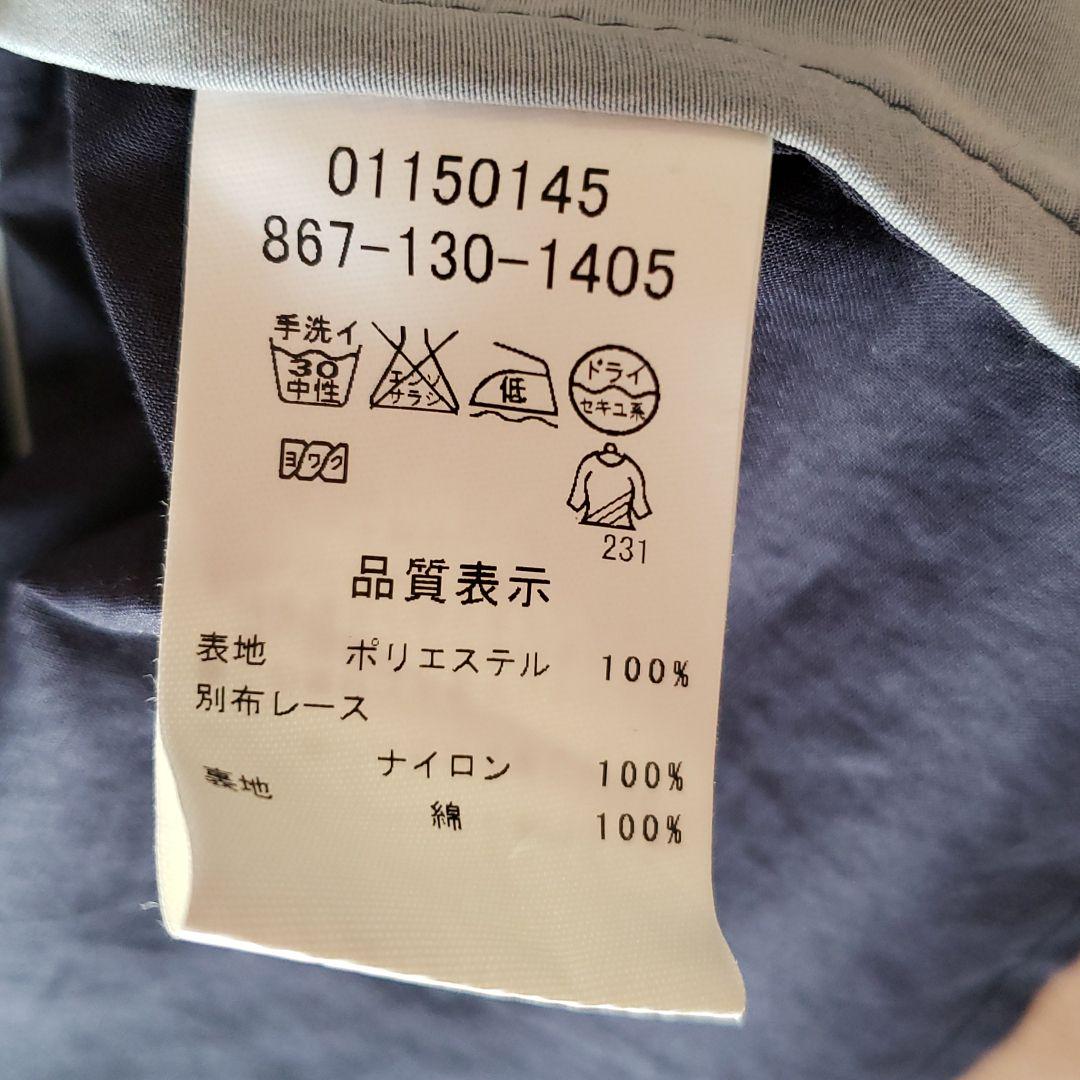 01150145
867-130-1405
手洗イ
30
中性
エンソ
サラシ
低
ドライ
セキユ系
ヨワク
231
品質表示
表地 ポリエステル 100%
別布レース
ナイロン 100%
裏地
綿 100%